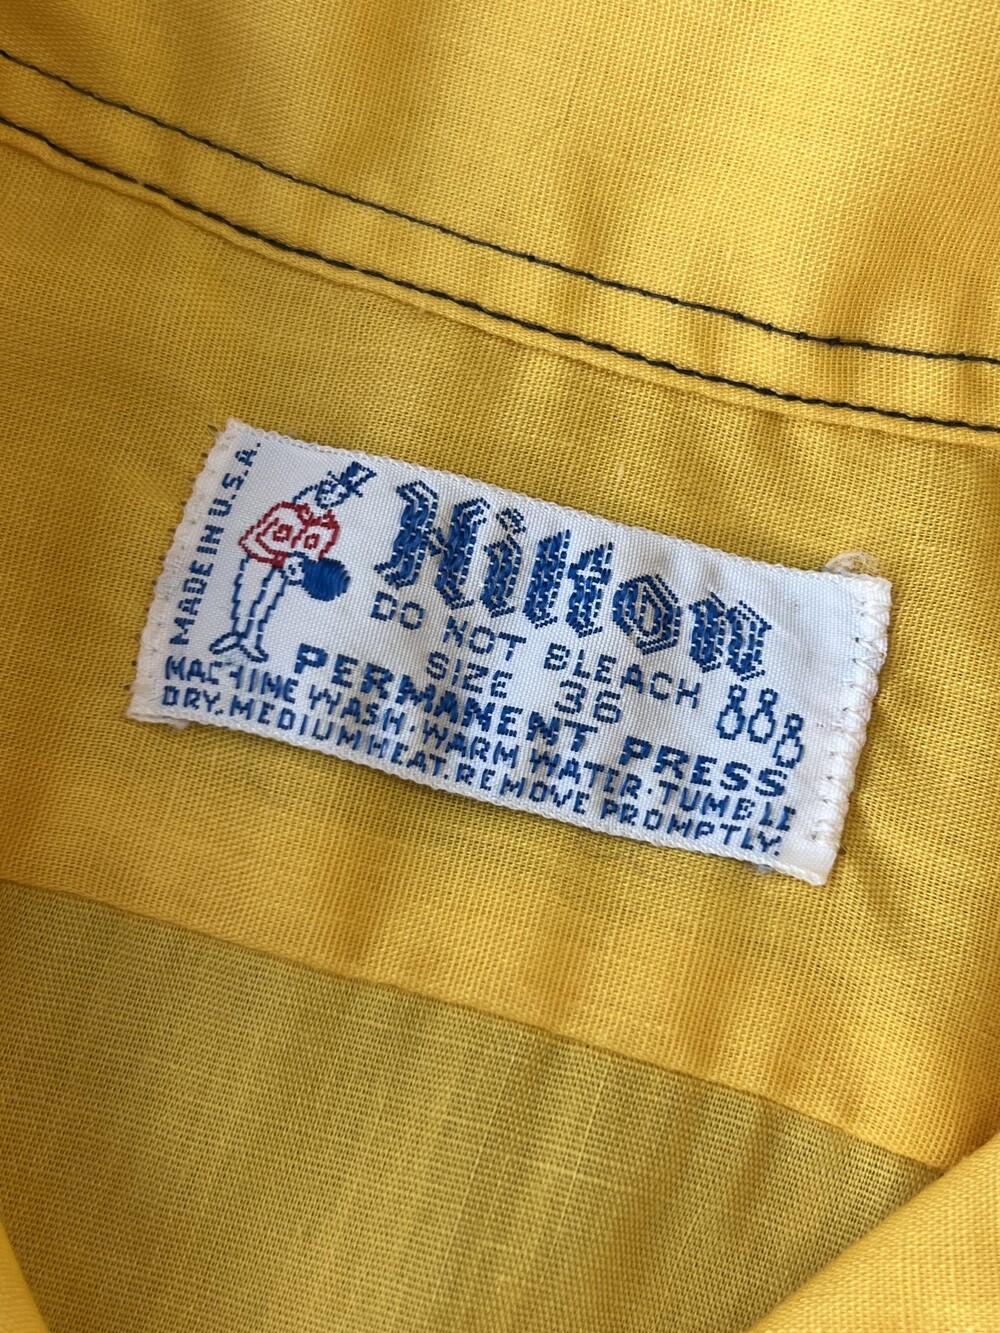 MADE IN U.S.A.
Hilton
DO NOT BLEACH
SIZE 36
PERMANENT PRESS
MACHINE WASH. WARM WATER. TUMBLE
DRY. MEDIUM HEAT. REMOVE PROMPTLY.